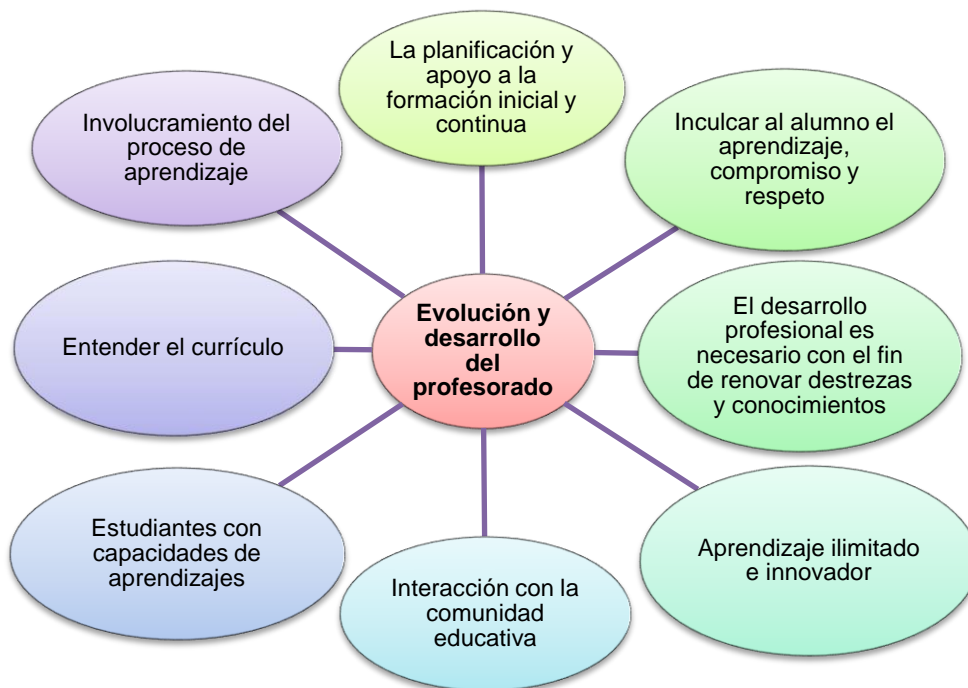 La planificación y
apoyo a la
formación inicial y
continua
Inculcar al alumno el
aprendizaje,
compromiso y
respeto
El desarrollo
profesional es
necesario con el fin
de renovar destrezas
y conocimientos
Aprendizaje ilimitado
e innovador
Interacción con la
comunidad
educativa
Estudiantes con
capacidades de
aprendizajes
Entender el currículo
Involucramiento del
proceso de
aprendizaje
Evolución y
desarrollo
del
profesorado